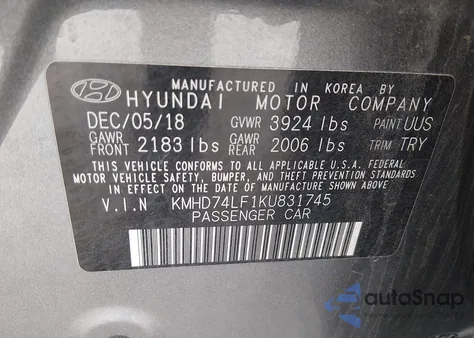 MANUFACTURED IN KOREA BY
HYUNDAI MOTOR COMPANY
DEC/05/18 GVWR 3924 lbs PAINT UUS
GAWR FRONT 2183 lbs GAWR REAR 2006 lbs TRIM TRY
THIS VEHICLE CONFORMS TO ALL APPLICABLE U.S.A. FEDERAL
MOTOR VEHICLE SAFETY, BUMPER, AND THEFT PREVENTION STANDARDS
IN EFFECT ON THE DATE OF MANUFACTURE SHOWN ABOVE.
V.I.N KMHD74LF1KU831745
PASSENGER CAR
autoSnap